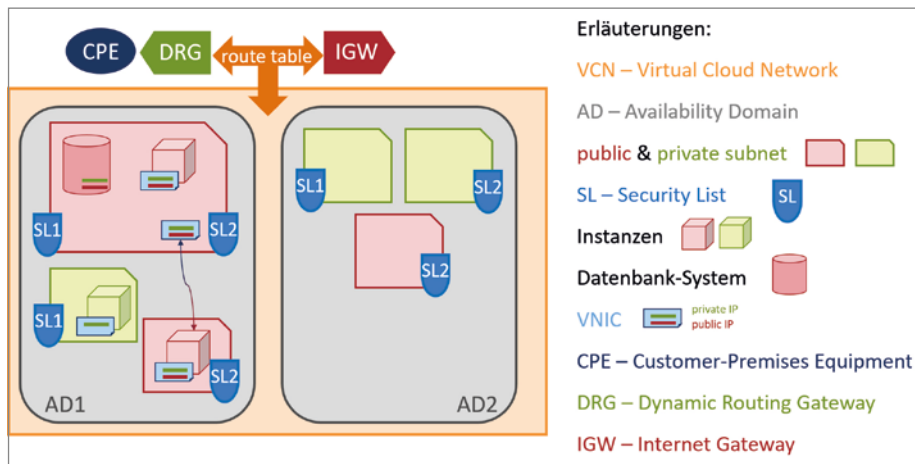 CPE
DRG
route table
IGW
SL1
SL2
SL1
SL2
AD1
SL1
SL2
SL2
AD2
Erläuterungen:
VCN – Virtual Cloud Network
AD – Availability Domain
public & private subnet
SL – Security List
SL
Instanzen
Datenbank-System
VNIC
private IP
public IP
CPE – Customer-Premises Equipment
DRG – Dynamic Routing Gateway
IGW – Internet Gateway